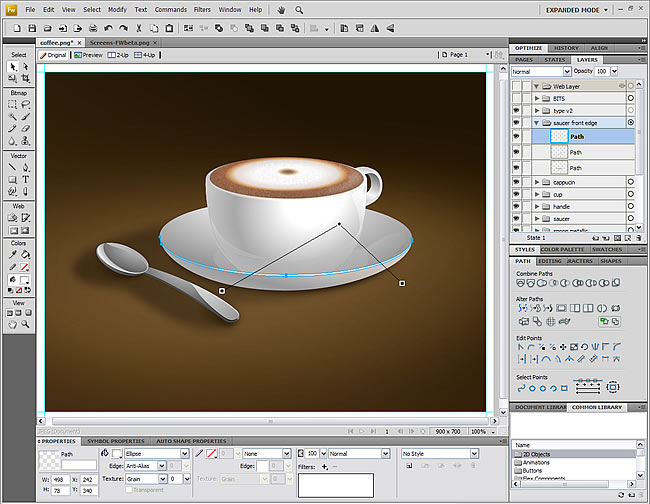 Fw File Edit View Select Modify Text Commands Filters Window Help EXPANDED MODE
coffee.png* Screens-FWbeta.png
Original Preview 2-Up 4-Up Page 1
Select
Bitmap
Vector
Web
Colors
View
OPTIMIZE HISTORY ALIGN
PAGES STATES LAYERS
Normal Opacity 100
Web Layer
BITS
type v2
saucer front edge
Path
Path
Path
cappucin
cup
handle
saucer
State 1
STYLES COLOR PALETTE SWATCHES
PATH EDITING RACTERS SHAPES
Combine Paths
Alter Paths
Edit Points
Select Points
DOCUMENT LIBRAR COMMON LIBRARY
Name
2D Objects
Animations
Buttons
Flex Components
JPEG (Document) 1 900 x 700 100%
PROPERTIES SYMBOL PROPERTIES AUTO SHAPE PROPERTIES
Path Ellipse None 100 Normal No Style
Edge: Anti-Alias 0 Edge: 0 Filters:
Texture: Grain 0 Texture: Grain 0
Transparent
W: 498 X: 242
H: 78 Y: 340